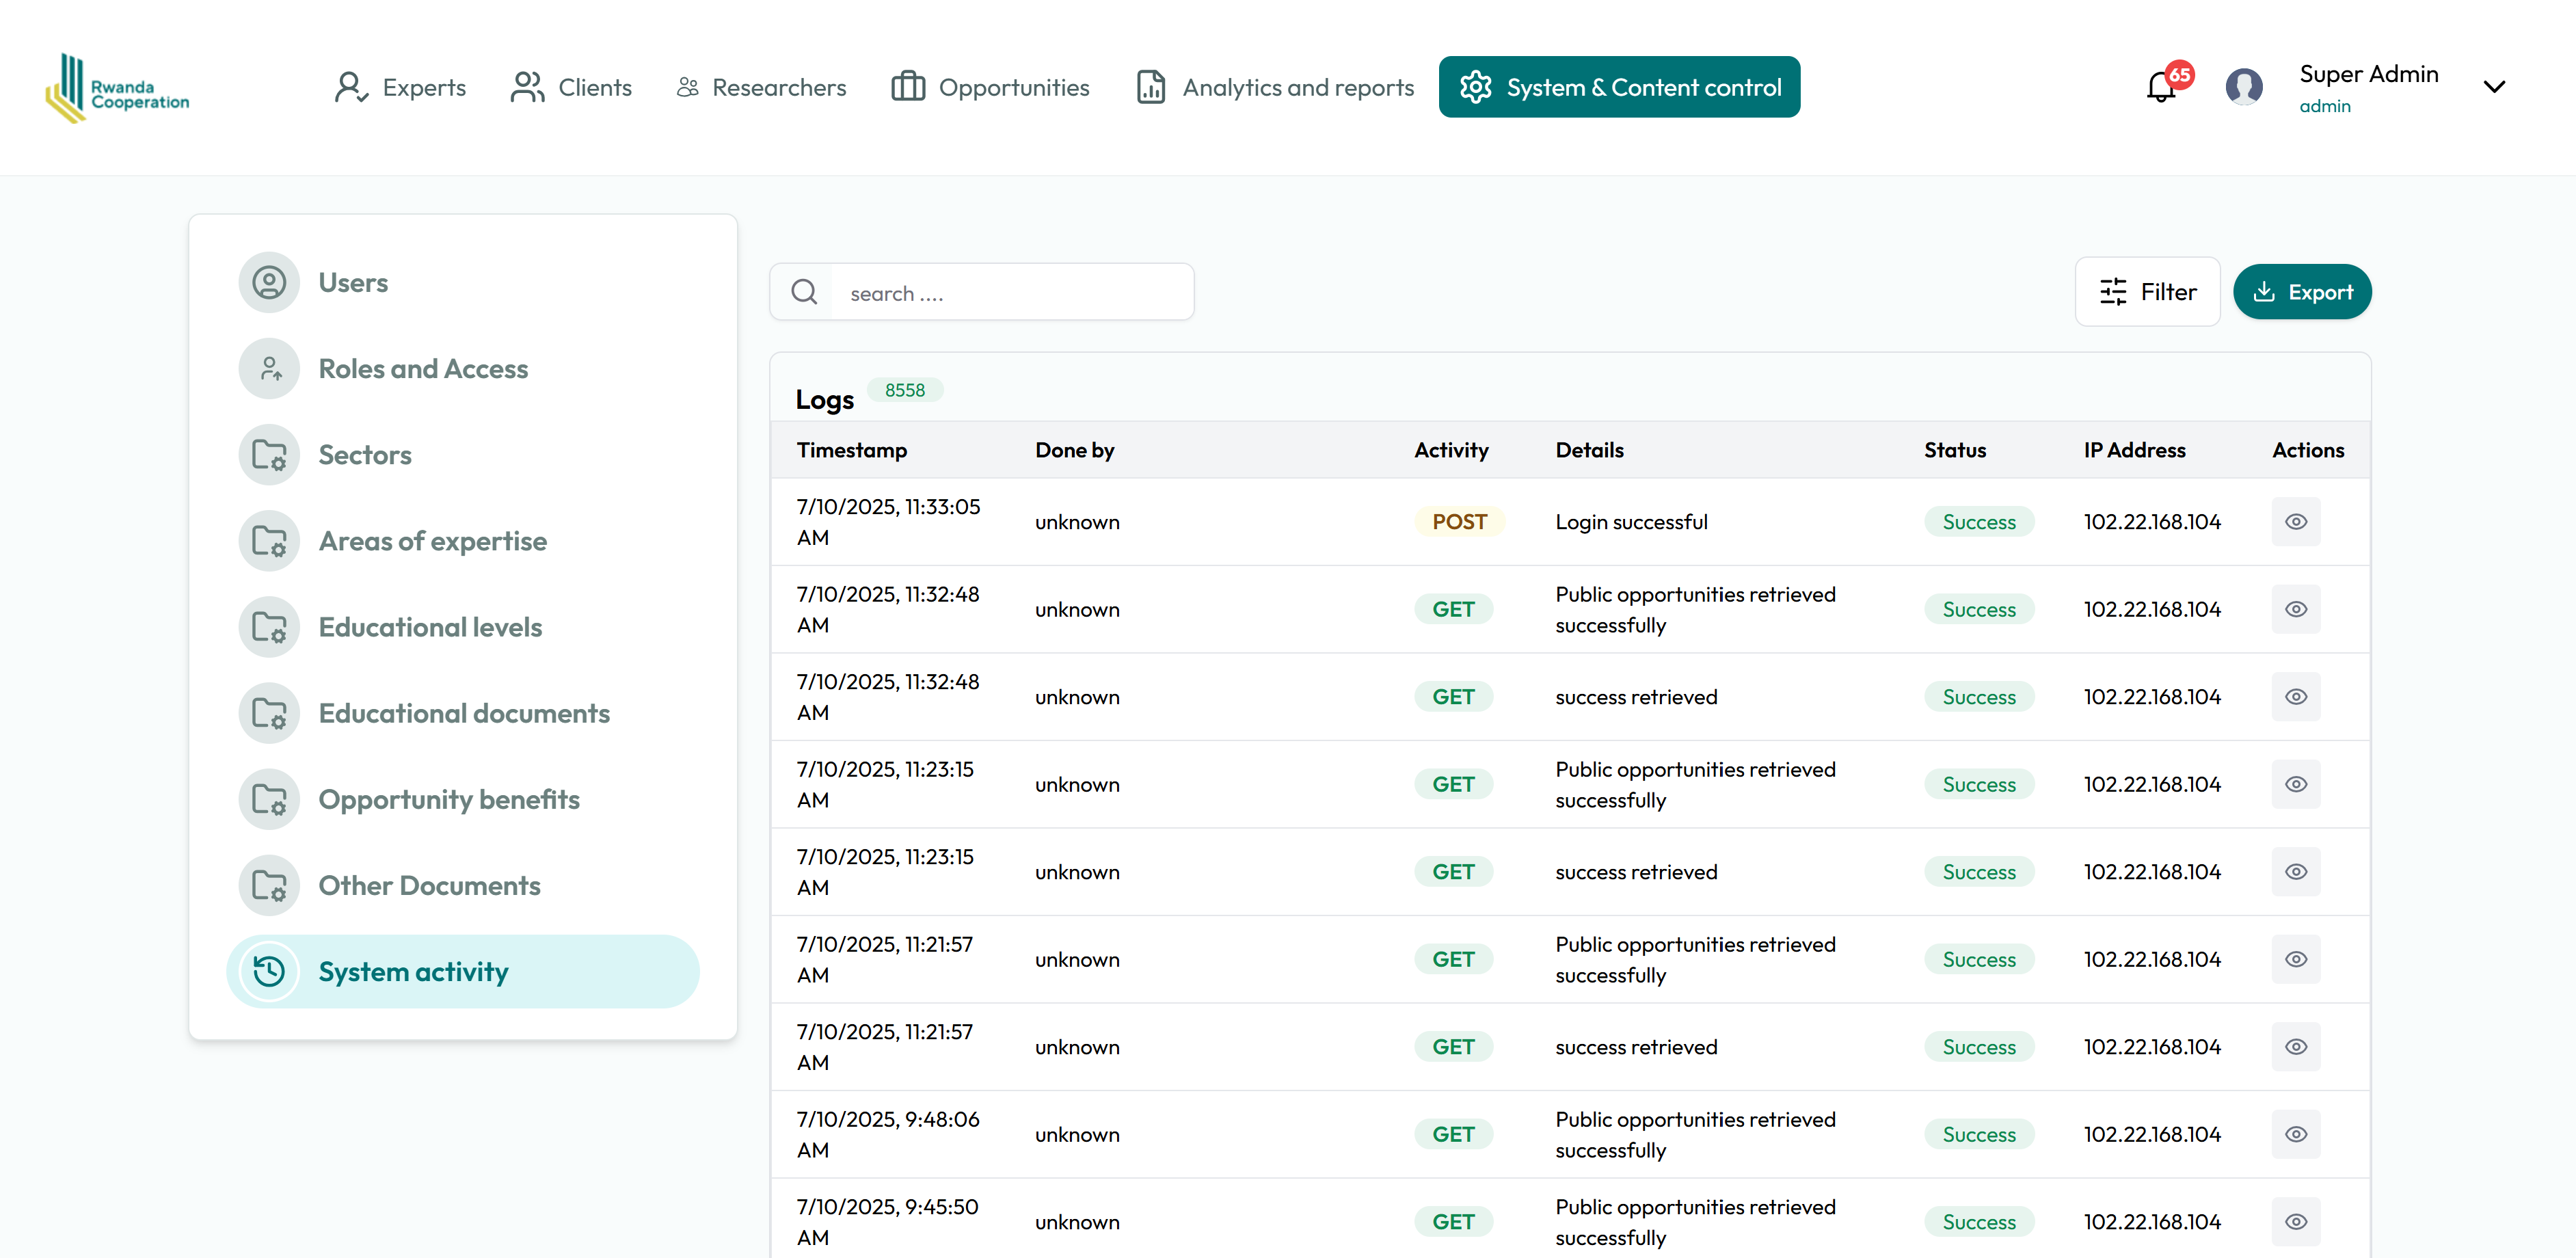 Rwanda
Cooperation
Experts
Clients
Researchers
Opportunities
Analytics and reports
System & Content control
65
Super Admin
admin
Users
Roles and Access
Sectors
Areas of expertise
Educational levels
Educational documents
Opportunity benefits
Other Documents
System activity
search ....
Filter
Export
Logs 8558
Timestamp Done by Activity Details Status IP Address Actions
7/10/2025, 11:33:05
AM
unknown POST Login successful Success 102.22.168.104
7/10/2025, 11:32:48
AM
unknown GET
Public opportunities retrieved
successfully
Success 102.22.168.104
7/10/2025, 11:32:48
AM
unknown GET success retrieved Success 102.22.168.104
7/10/2025, 11:23:15
AM
unknown GET
Public opportunities retrieved
successfully
Success 102.22.168.104
7/10/2025, 11:23:15
AM
unknown GET success retrieved Success 102.22.168.104
7/10/2025, 11:21:57
AM
unknown GET
Public opportunities retrieved
successfully
Success 102.22.168.104
7/10/2025, 11:21:57
AM
unknown GET success retrieved Success 102.22.168.104
7/10/2025, 9:48:06
AM
unknown GET
Public opportunities retrieved
successfully
Success 102.22.168.104
7/10/2025, 9:45:50
AM
unknown GET
Public opportunities retrieved
successfully
Success 102.22.168.104